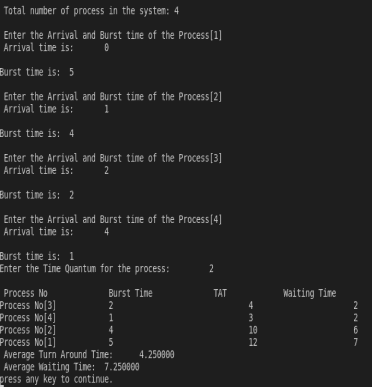 Total number of process in the system: 4
Enter the Arrival and Burst time of the Process[1]
Arrival time is: 0
Burst time is: 5
Enter the Arrival and Burst time of the Process[2]
Arrival time is: 1
Burst time is: 4
Enter the Arrival and Burst time of the Process[3]
Arrival time is: 2
Burst time is: 2
Enter the Arrival and Burst time of the Process[4]
Arrival time is: 4
Burst time is: 1
Enter the Time Quantum for the process: 2
Process No Burst Time TAT Waiting Time
Process No[3] 2 4 2
Process No[4] 1 3 2
Process No[2] 4 10 6
Process No[1] 5 12 7
Average Turn Around Time: 4.250000
Average Waiting Time: 7.250000
press any key to continue.